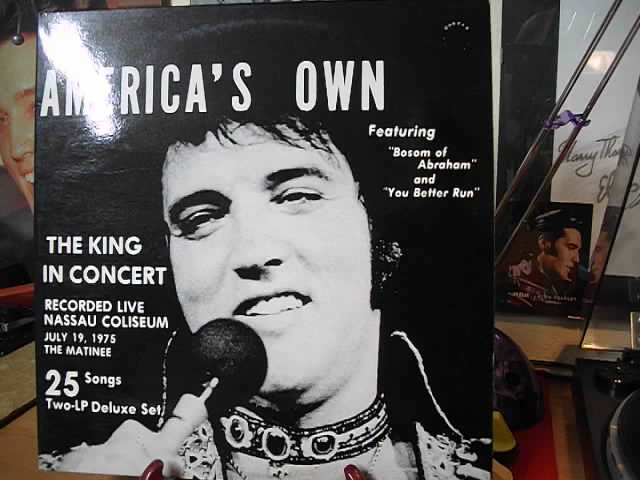 AMERICA'S OWN
Featuring
"Bosom of
Abraham"
and
"You Better Run"
THE KING
IN CONCERT
RECORDED LIVE
NASSAU COLISEUM
JULY 19, 1975
THE MATINEE
25 Songs
Two-LP Deluxe Set